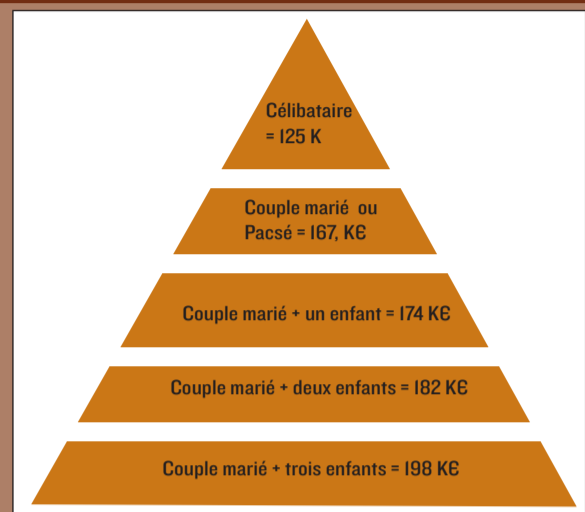 Célibataire
= 125 K
Couple marié ou
Pacsé = 167, K€
Couple marié + un enfant = 174 K€
Couple marié + deux enfants = 182 K€
Couple marié + trois enfants = 198 K€